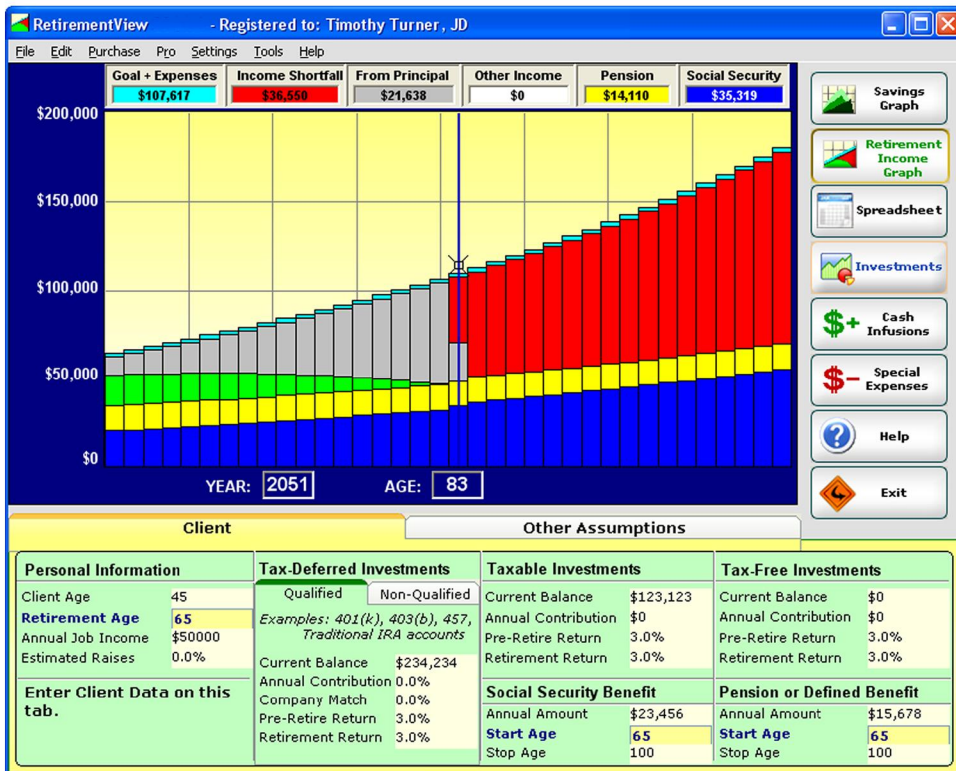 RetirementView - Registered to: Timothy Turner, JD
File Edit Purchase Pro Settings Tools Help
Goal + Expenses Income Shortfall From Principal Other Income Pension Social Security
$107,617 $36,550 $21,638 $0 $14,110 $35,319
$200,000
$150,000
$100,000
$50,000
$0
YEAR: 2051 AGE: 83
Savings
Graph
Retirement
Income
Graph
Spreadsheet
Investments
$+ Cash
Infusions
$- Special
Expenses
? Help
Exit
Client Other Assumptions
Personal Information
Client Age 45
Retirement Age 65
Annual Job Income $50000
Estimated Raises 0.0%
Enter Client Data on this
tab.
Tax-Deferred Investments
Qualified Non-Qualified
Examples: 401(k), 403(b), 457,
Traditional IRA accounts
Current Balance $234,234
Annual Contribution 0.0%
Company Match 0.0%
Pre-Retire Return 3.0%
Retirement Return 3.0%
Taxable Investments
Current Balance $123,123
Annual Contribution $0
Pre-Retire Return 3.0%
Retirement Return 3.0%
Social Security Benefit
Annual Amount $23,456
Start Age 65
Stop Age 100
Tax-Free Investments
Current Balance $0
Annual Contribution $0
Pre-Retire Return 3.0%
Retirement Return 3.0%
Pension or Defined Benefit
Annual Amount $15,678
Start Age 65
Stop Age 100